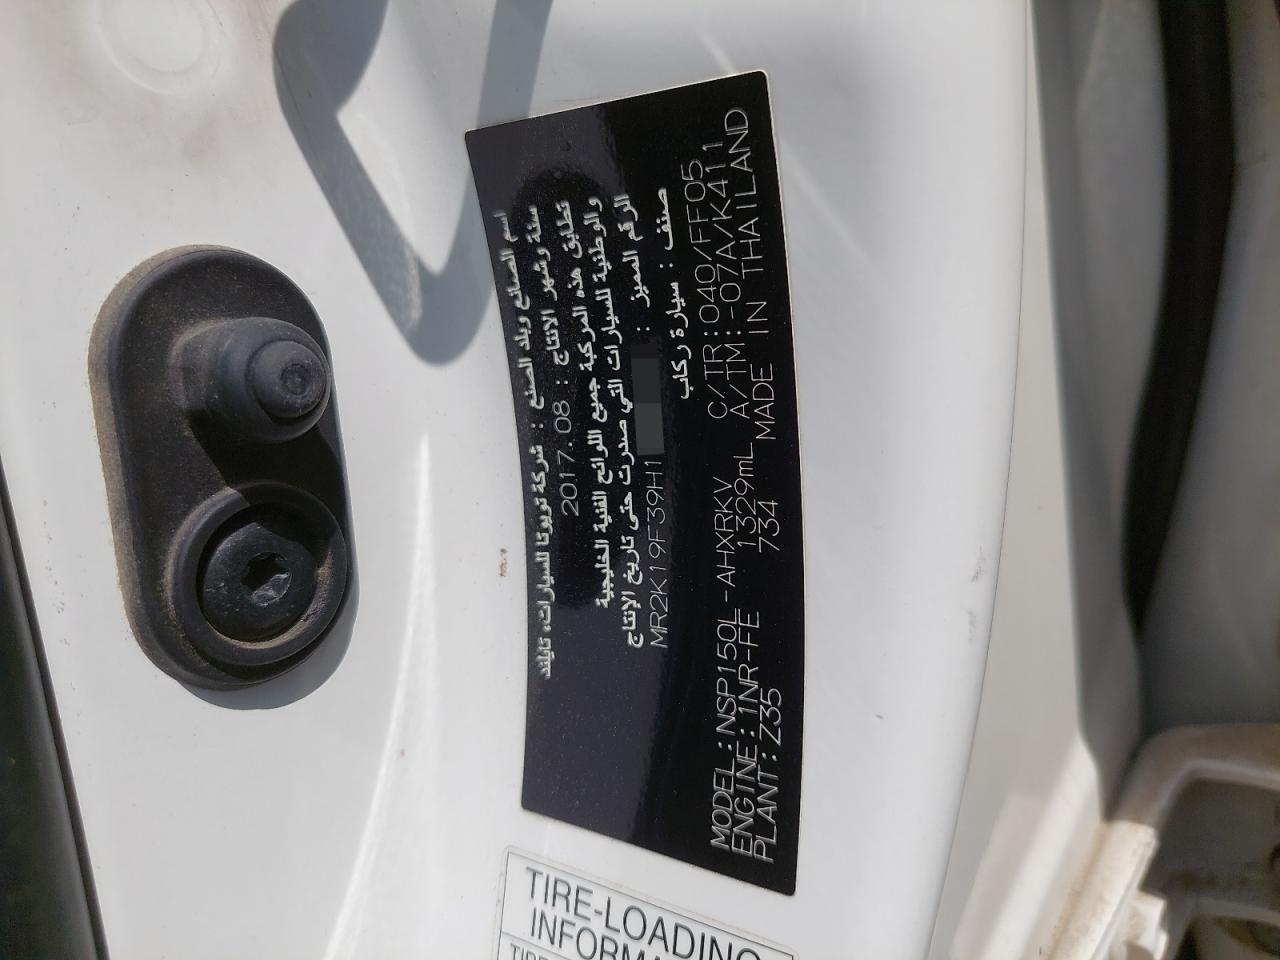 اسم الصانع وبلد الصنع : شركة تويوتا للسيارات، تايلند
سنة وشهر الانتاج : 2017.08
تطابق هذه المركبة جميع اللوائح الفنية الخليجية
والوطنية للسيارات التي صدرت حتى تاريخ الإنتاج
الرقم المميز : MR2K19F39H1
صنف : سيارة ركاب
MODEL:NSP150L-AHXRKV C/TR:040/FF05
ENGINE:1NR-FE 1329mL A/TM:-07A/K411
PLANT:Z35 734 MADE IN THAILAND
TIRE-LOADING